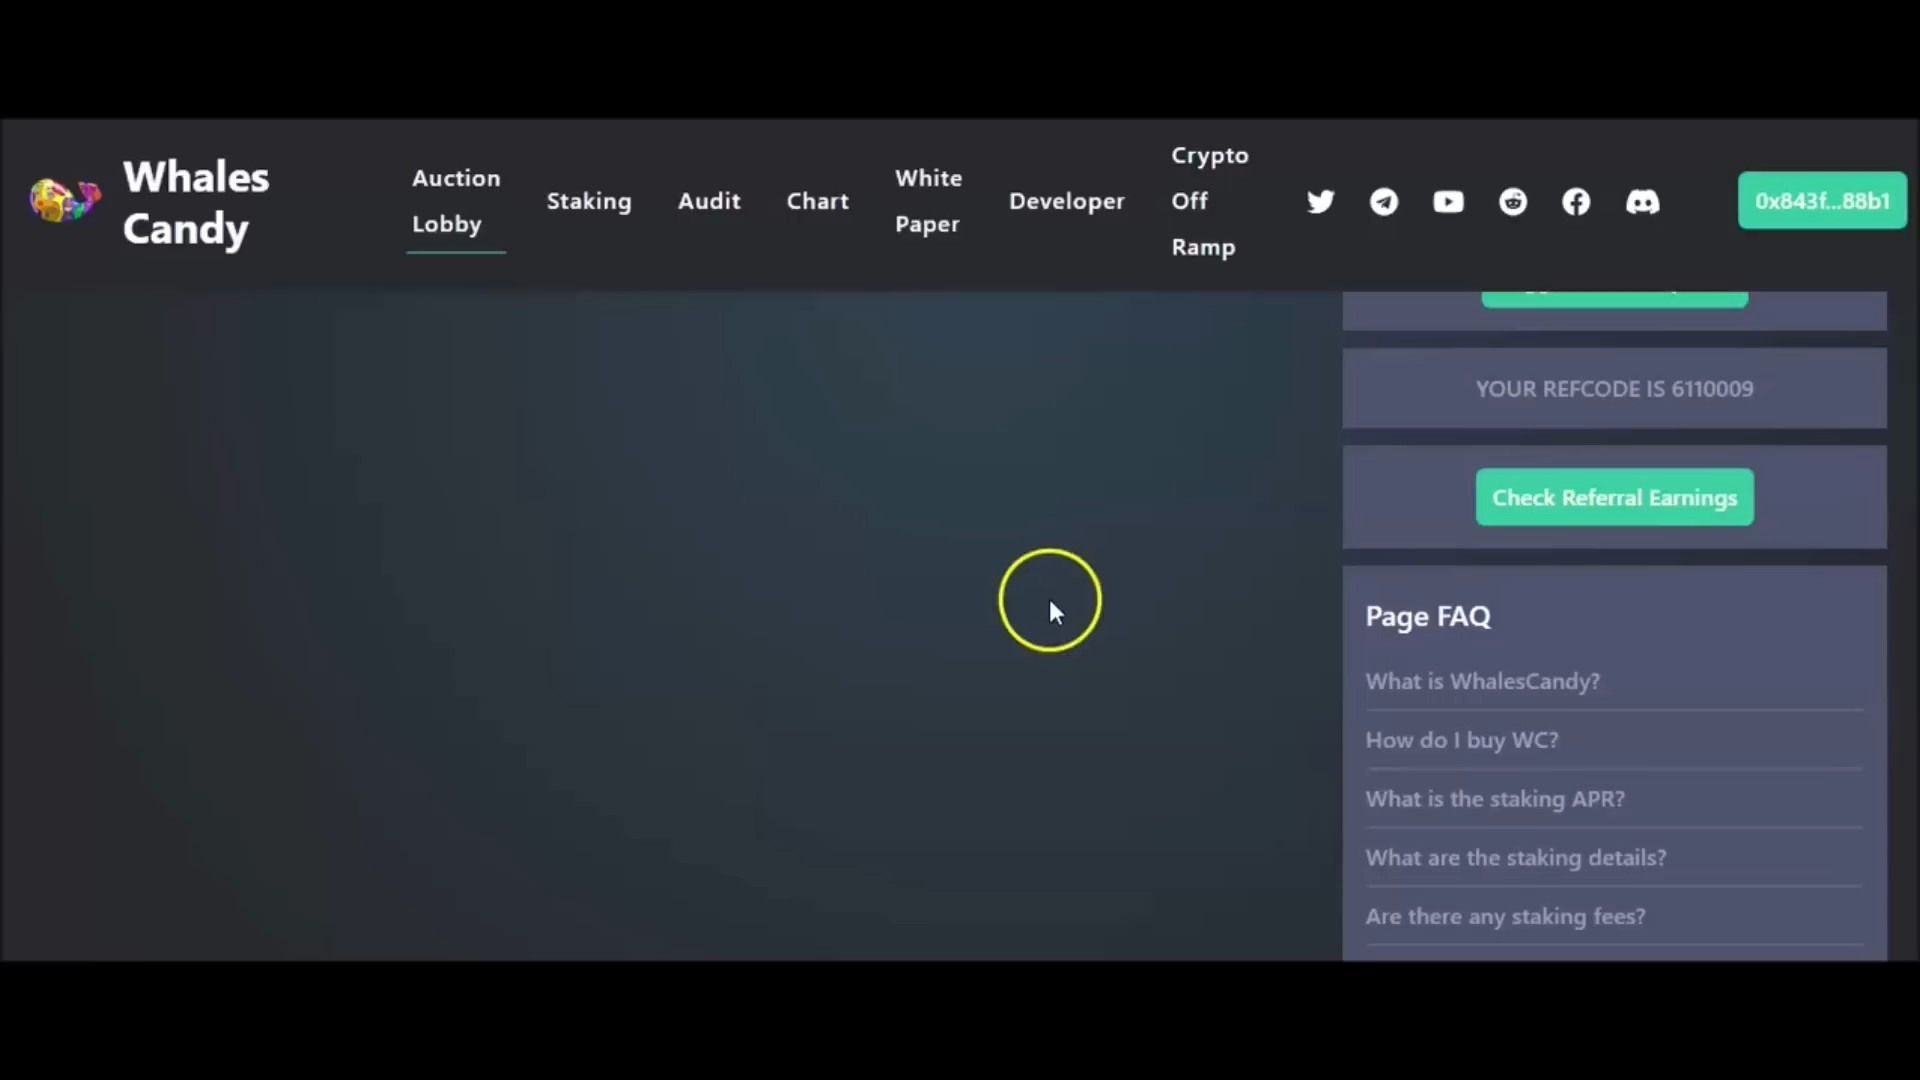 Whales
Candy
Auction
Lobby
Staking
Audit
Chart
White
Paper
Developer
Crypto
Off
Ramp
0x843f...88b1
YOUR REFCODE IS 6110009
Check Referral Earnings
Page FAQ
What is WhalesCandy?
How do I buy WC?
What is the staking APR?
What are the staking details?
Are there any staking fees?